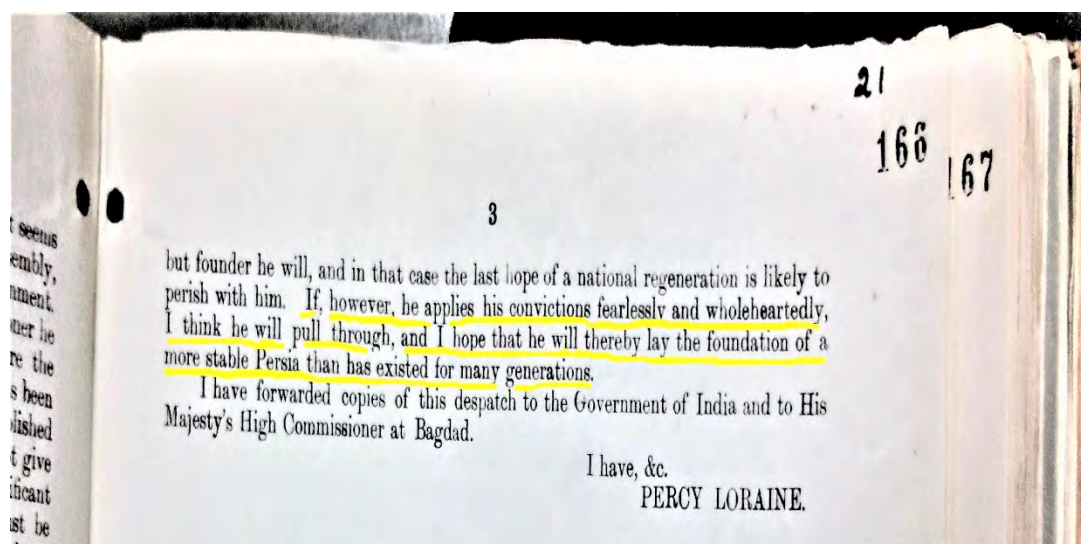 21
166
167
3
seems
embly,
nment.
ner he
re the
s been
lished
t give
ificant
st be
but founder he will, and in that case the last hope of a national regeneration is likely to
perish with him. If, however, he applies his convictions fearlessly and wholeheartedly,
I think he will pull through, and I hope that he will thereby lay the foundation of a
more stable Persia than has existed for many generations.
I have forwarded copies of this despatch to the Government of India and to His
Majesty's High Commissioner at Bagdad.
I have, &c.
PERCY LORAINE.